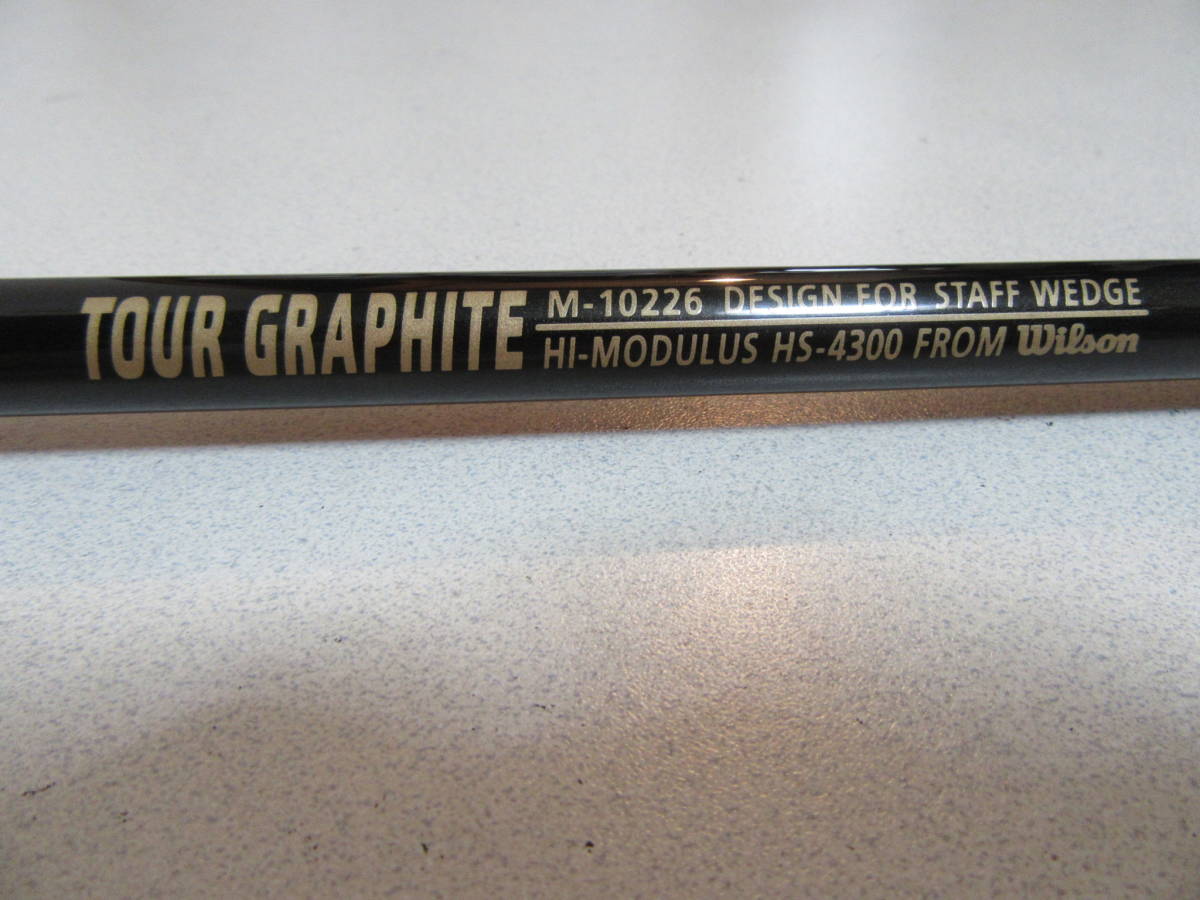 TOUR GRAPHITE
M-10226 DESIGN FOR STAFF WEDGE
HI-MODULUS HS-4300 FROM Wilson